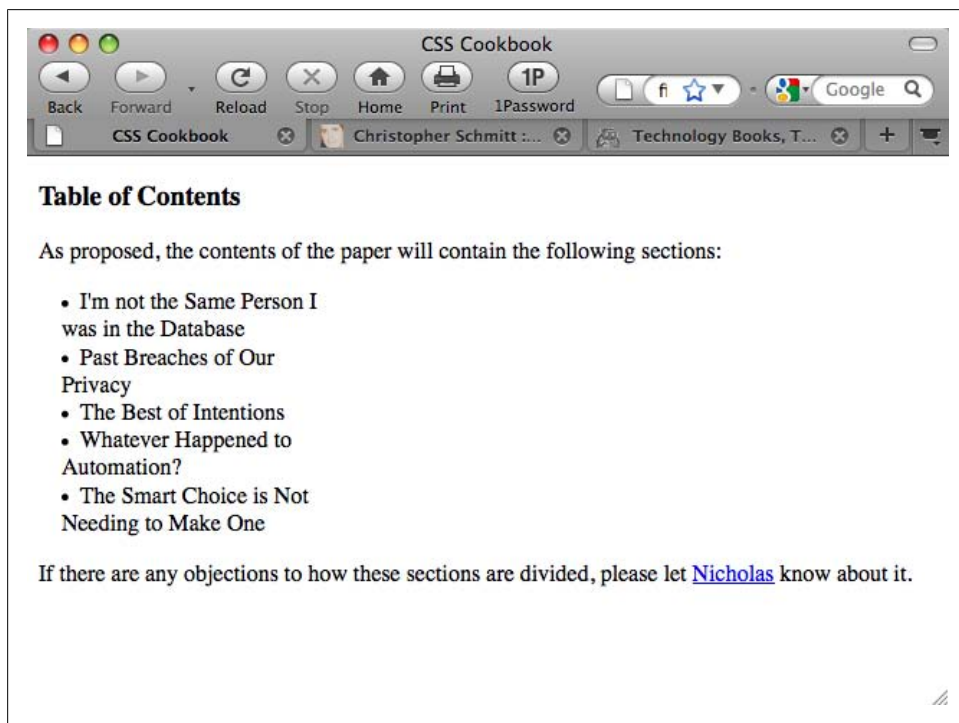 CSS Cookbook
1P
fi
Google
Back Forward Reload Stop Home Print 1Password
CSS Cookbook Christopher Schmitt :... Technology Books, T...
Table of Contents
As proposed, the contents of the paper will contain the following sections:
• I'm not the Same Person I
was in the Database
• Past Breaches of Our
Privacy
• The Best of Intentions
• Whatever Happened to
Automation?
• The Smart Choice is Not
Needing to Make One
If there are any objections to how these sections are divided, please let Nicholas know about it.